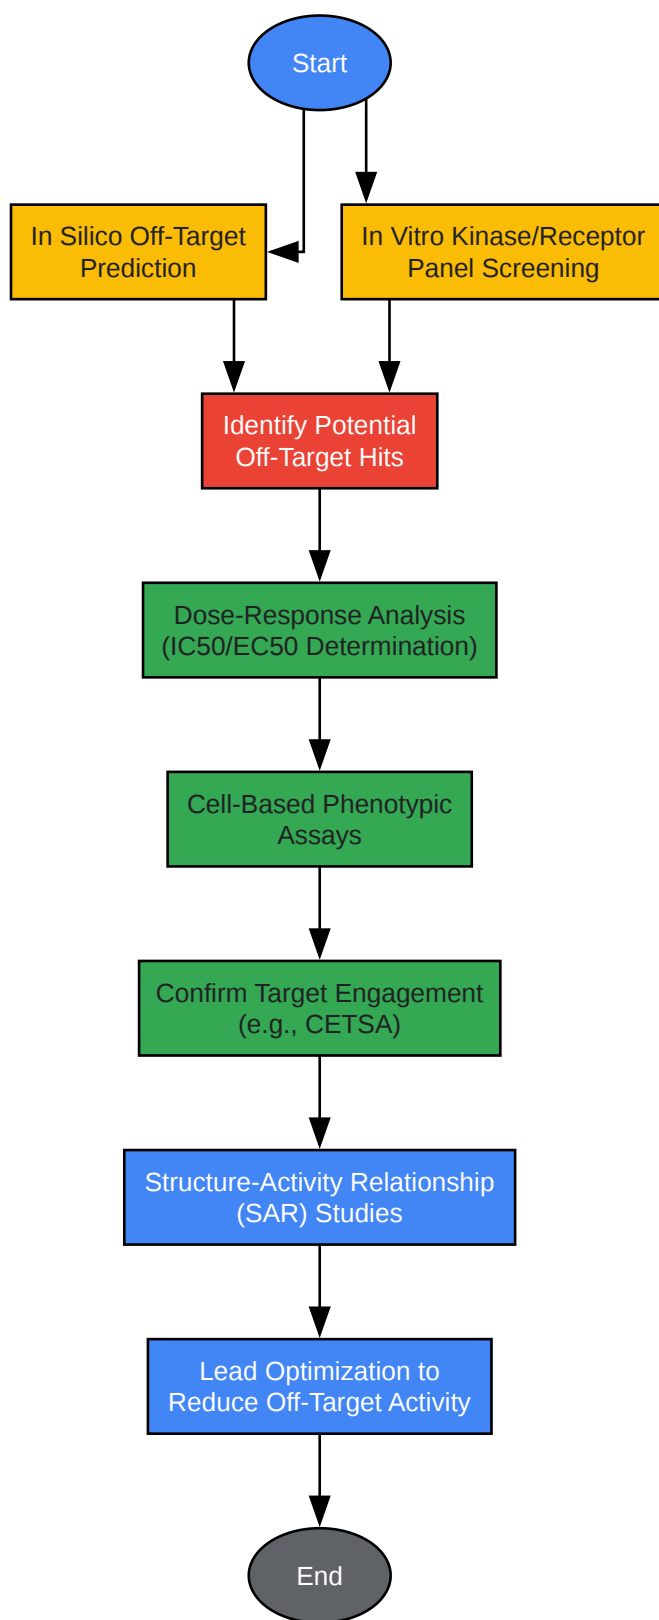 Start
In Silico Off-Target
Prediction
In Vitro Kinase/Receptor
Panel Screening
Identify Potential
Off-Target Hits
Dose-Response Analysis
(IC50/EC50 Determination)
Cell-Based Phenotypic
Assays
Confirm Target Engagement
(e.g., CETSA)
Structure-Activity Relationship
(SAR) Studies
Lead Optimization to
Reduce Off-Target Activity
End